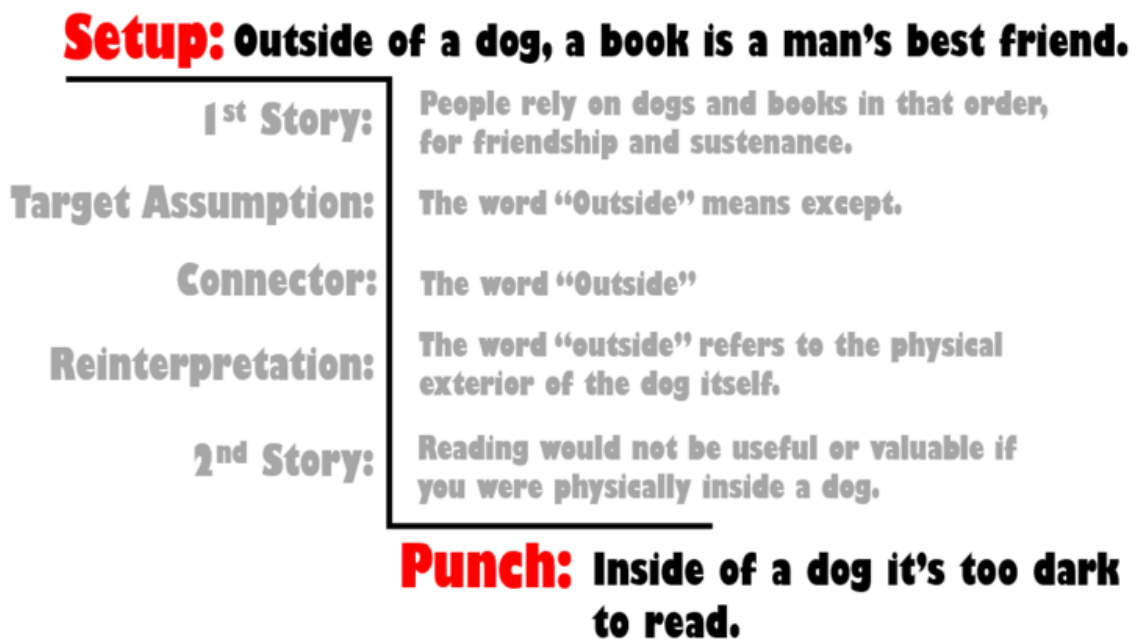 Setup: Outside of a dog, a book is a man's best friend.
1st Story: People rely on dogs and books in that order,
for friendship and sustenance.
Target Assumption: The word “Outside” means except.
Connector: The word “Outside”
Reinterpretation: The word “outside” refers to the physical
exterior of the dog itself.
2nd Story: Reading would not be useful or valuable if
you were physically inside a dog.
Punch: Inside of a dog it's too dark
to read.